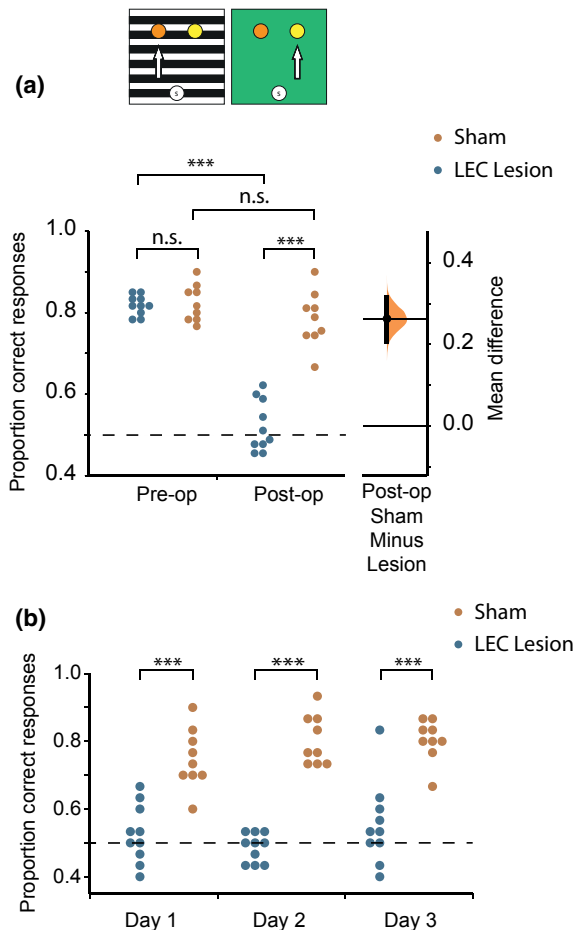 (a)
S
S
Sham
LEC Lesion
***
n.s.
n.s.
***
1.0
0.8
0.6
0.4
Proportion correct responses
Pre-op
Post-op
0.4
0.2
0.0
Mean difference
Post-op
Sham
Minus
Lesion
(b)
Sham
LEC Lesion
***
***
***
1.0
0.8
0.6
0.4
Proportion correct responses
Day 1
Day 2
Day 3